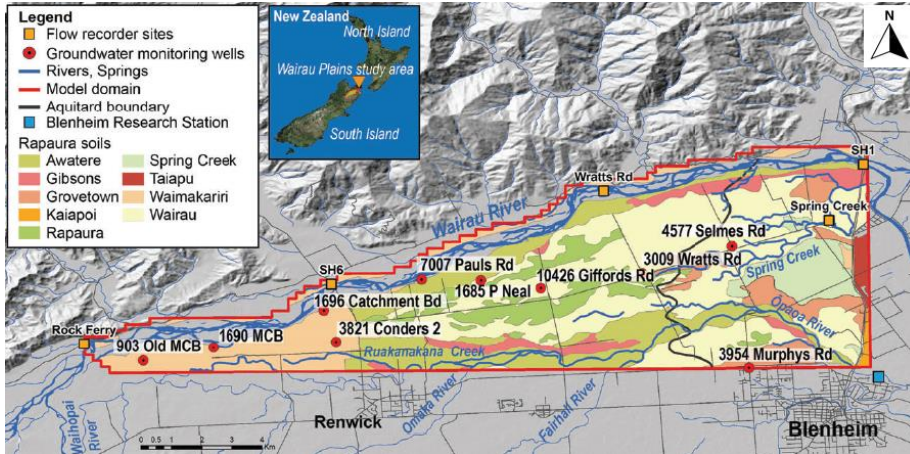 Legend
Flow recorder sites
Groundwater monitoring wells
Rivers, Springs
Model domain
Aquitard boundary
Blenheim Research Station
Rapaura soils
Awatere
Gibsons
Grovetown
Kaiapoi
Rapaura
Spring Creek
Taiapu
Waimakariri
Wairau
New Zealand
North Island
Wairau Plains study area
South Island
N
SH1
Wratts Rd
Spring Creek
Wairau River
4577 Selmes Rd
SH6
7007 Pauls Rd
10426 Giffords Rd
3009 Wratts Rd
Spring Creek
1685 P Neal
1696 Catchment Bd
Opaoa River
Rock Ferry
1690 MCB
3821 Conders 2
903 Old MCB
Ruakanakana Creek
3954 Murphys Rd
Waihopai
River
Renwick
Omaka River
Fairhall River
Blenheim
0 0.5 1 2 3 4
Km